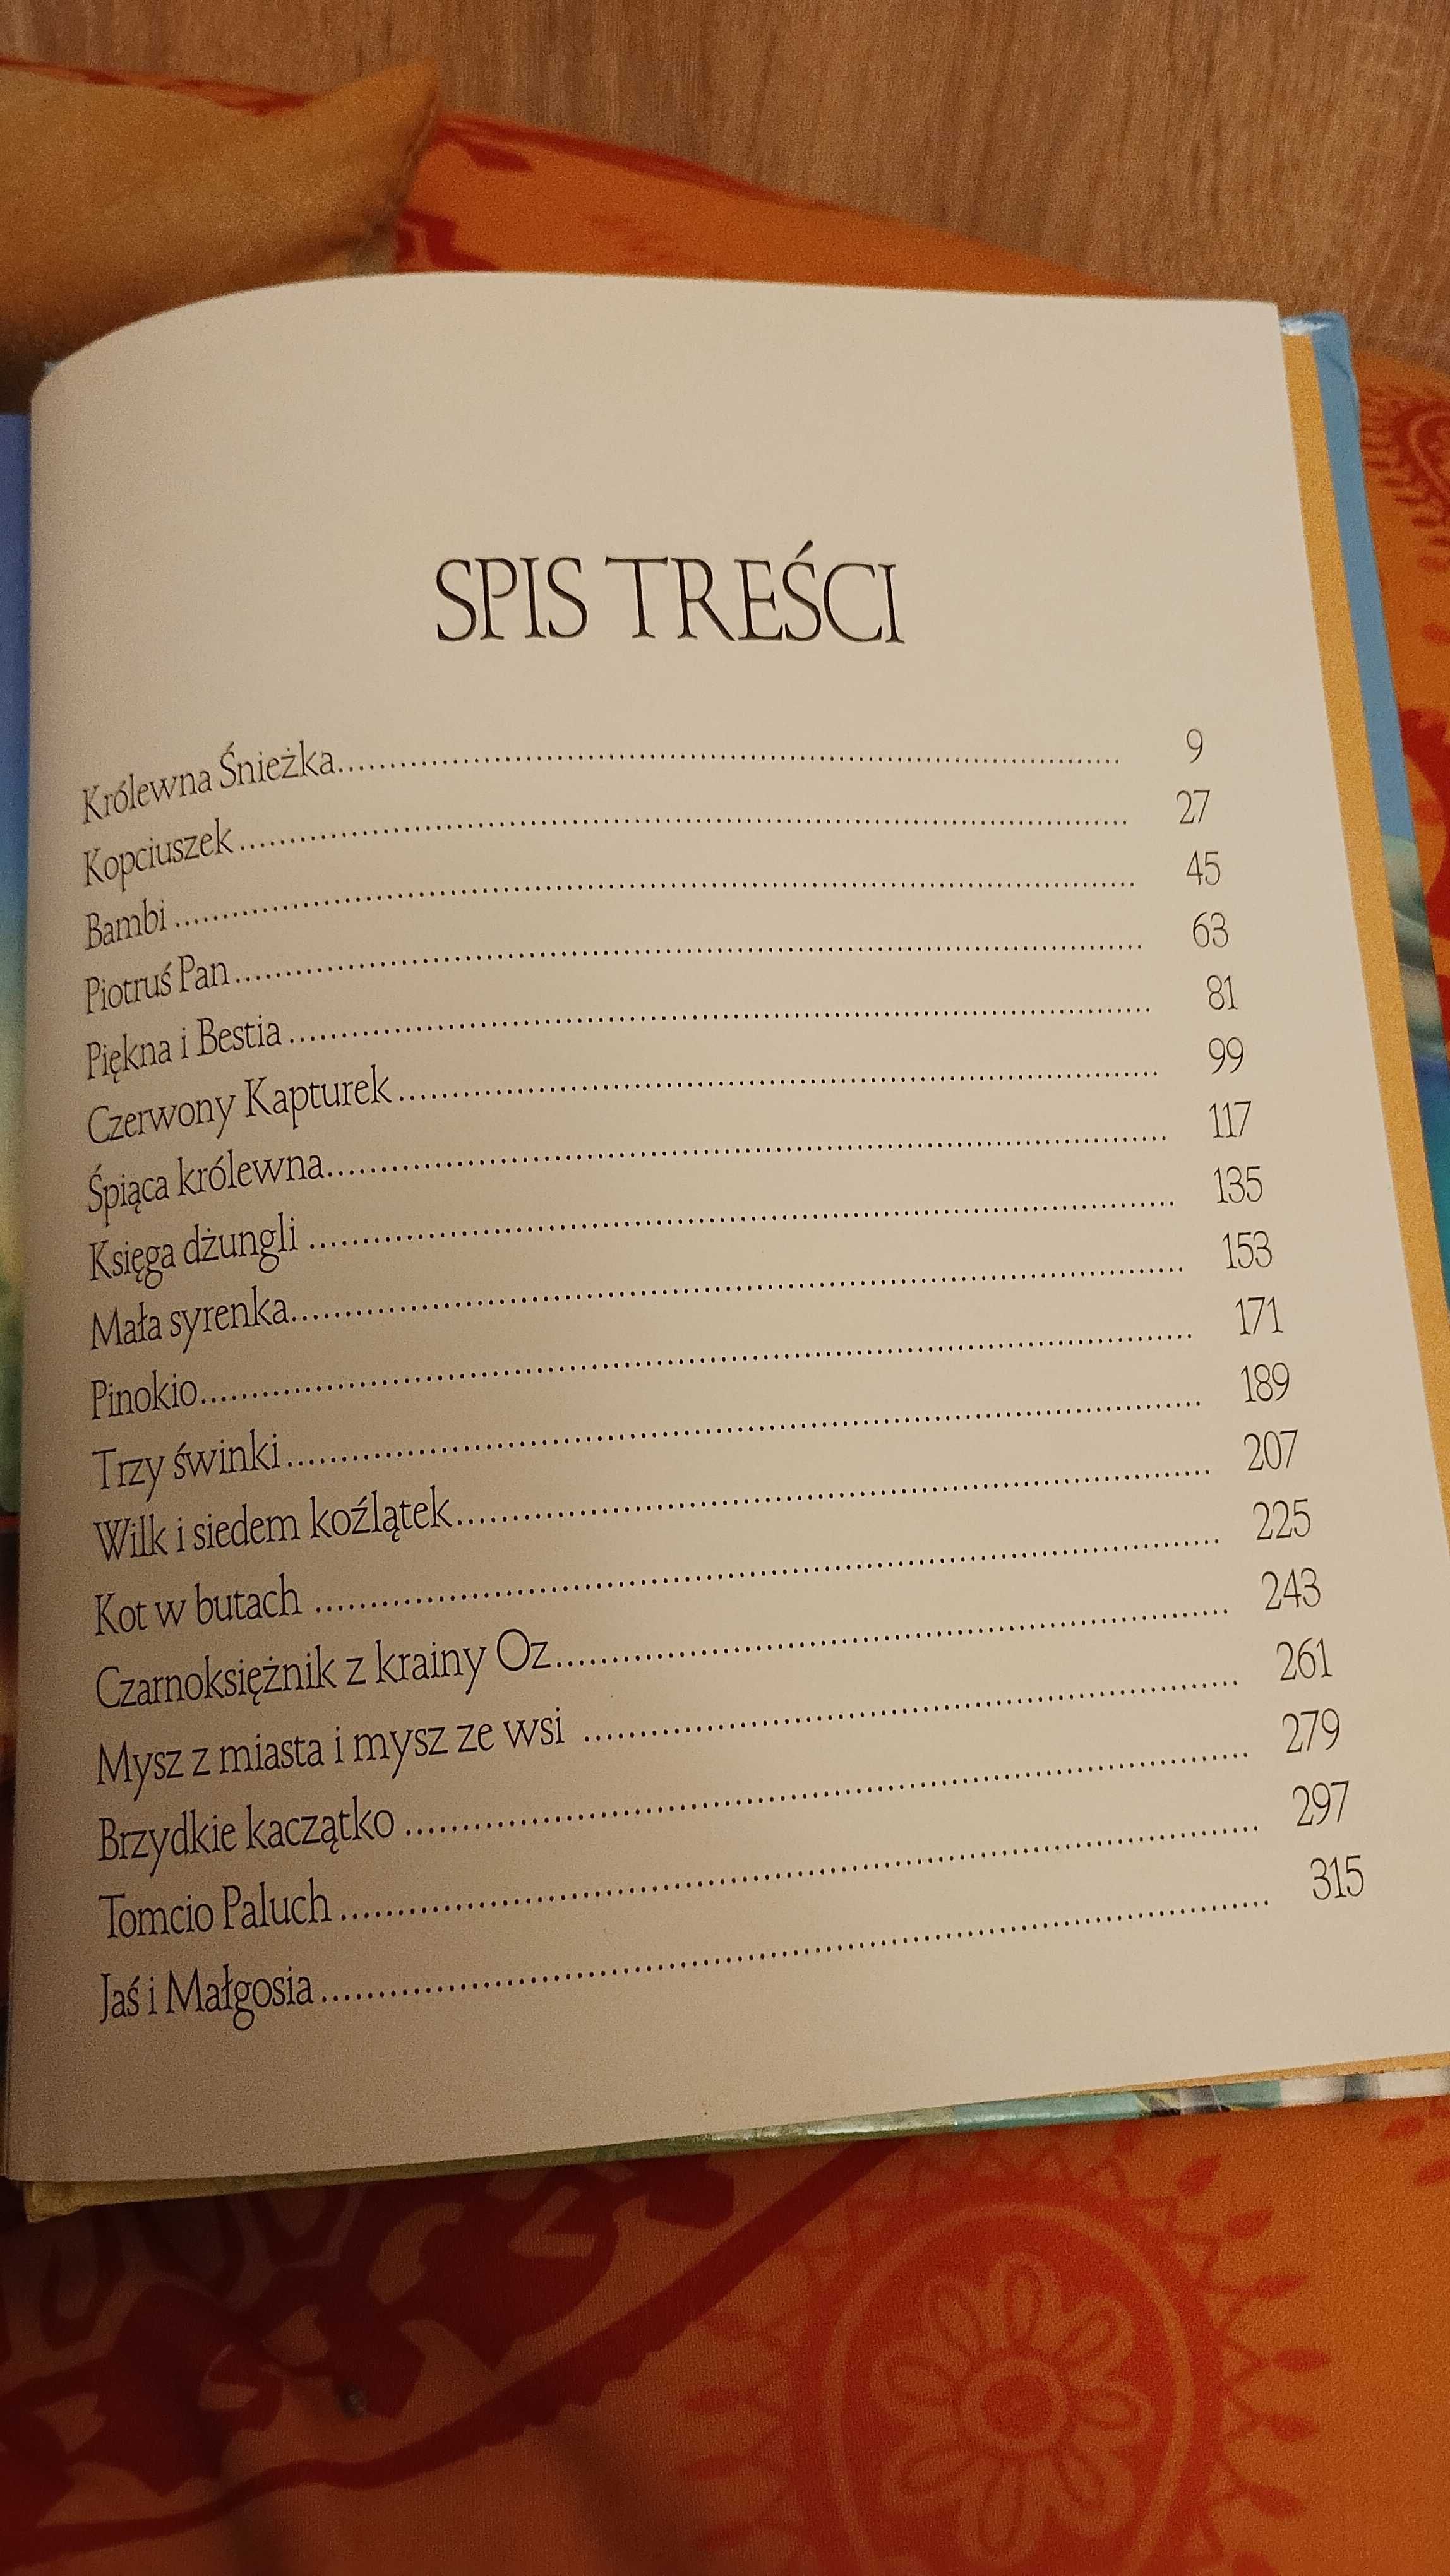 SPIS TREŚCI
Królewna Śnieżka.................................................. 9
Kopciuszek.................................................. 27
Bambi .................................................. 45
Piotruś Pan.................................................. 63
Piękna i Bestia.................................................. 81
Czerwony Kapturek.................................................. 99
Śpiąca królewna.................................................. 117
Księga dżungli .................................................. 135
Mała syrenka.................................................. 153
Pinokio.................................................. 171
Trzy świnki.................................................. 189
Wilk i siedem koźlątek.................................................. 207
Kot w butach .................................................. 225
Czarnoksiężnik z krainy Oz.................................................. 243
Mysz z miasta i mysz ze wsi .................................................. 261
Brzydkie kaczątko .................................................. 279
Tomcio Paluch.................................................. 297
Jaś i Małgosia.................................................. 315